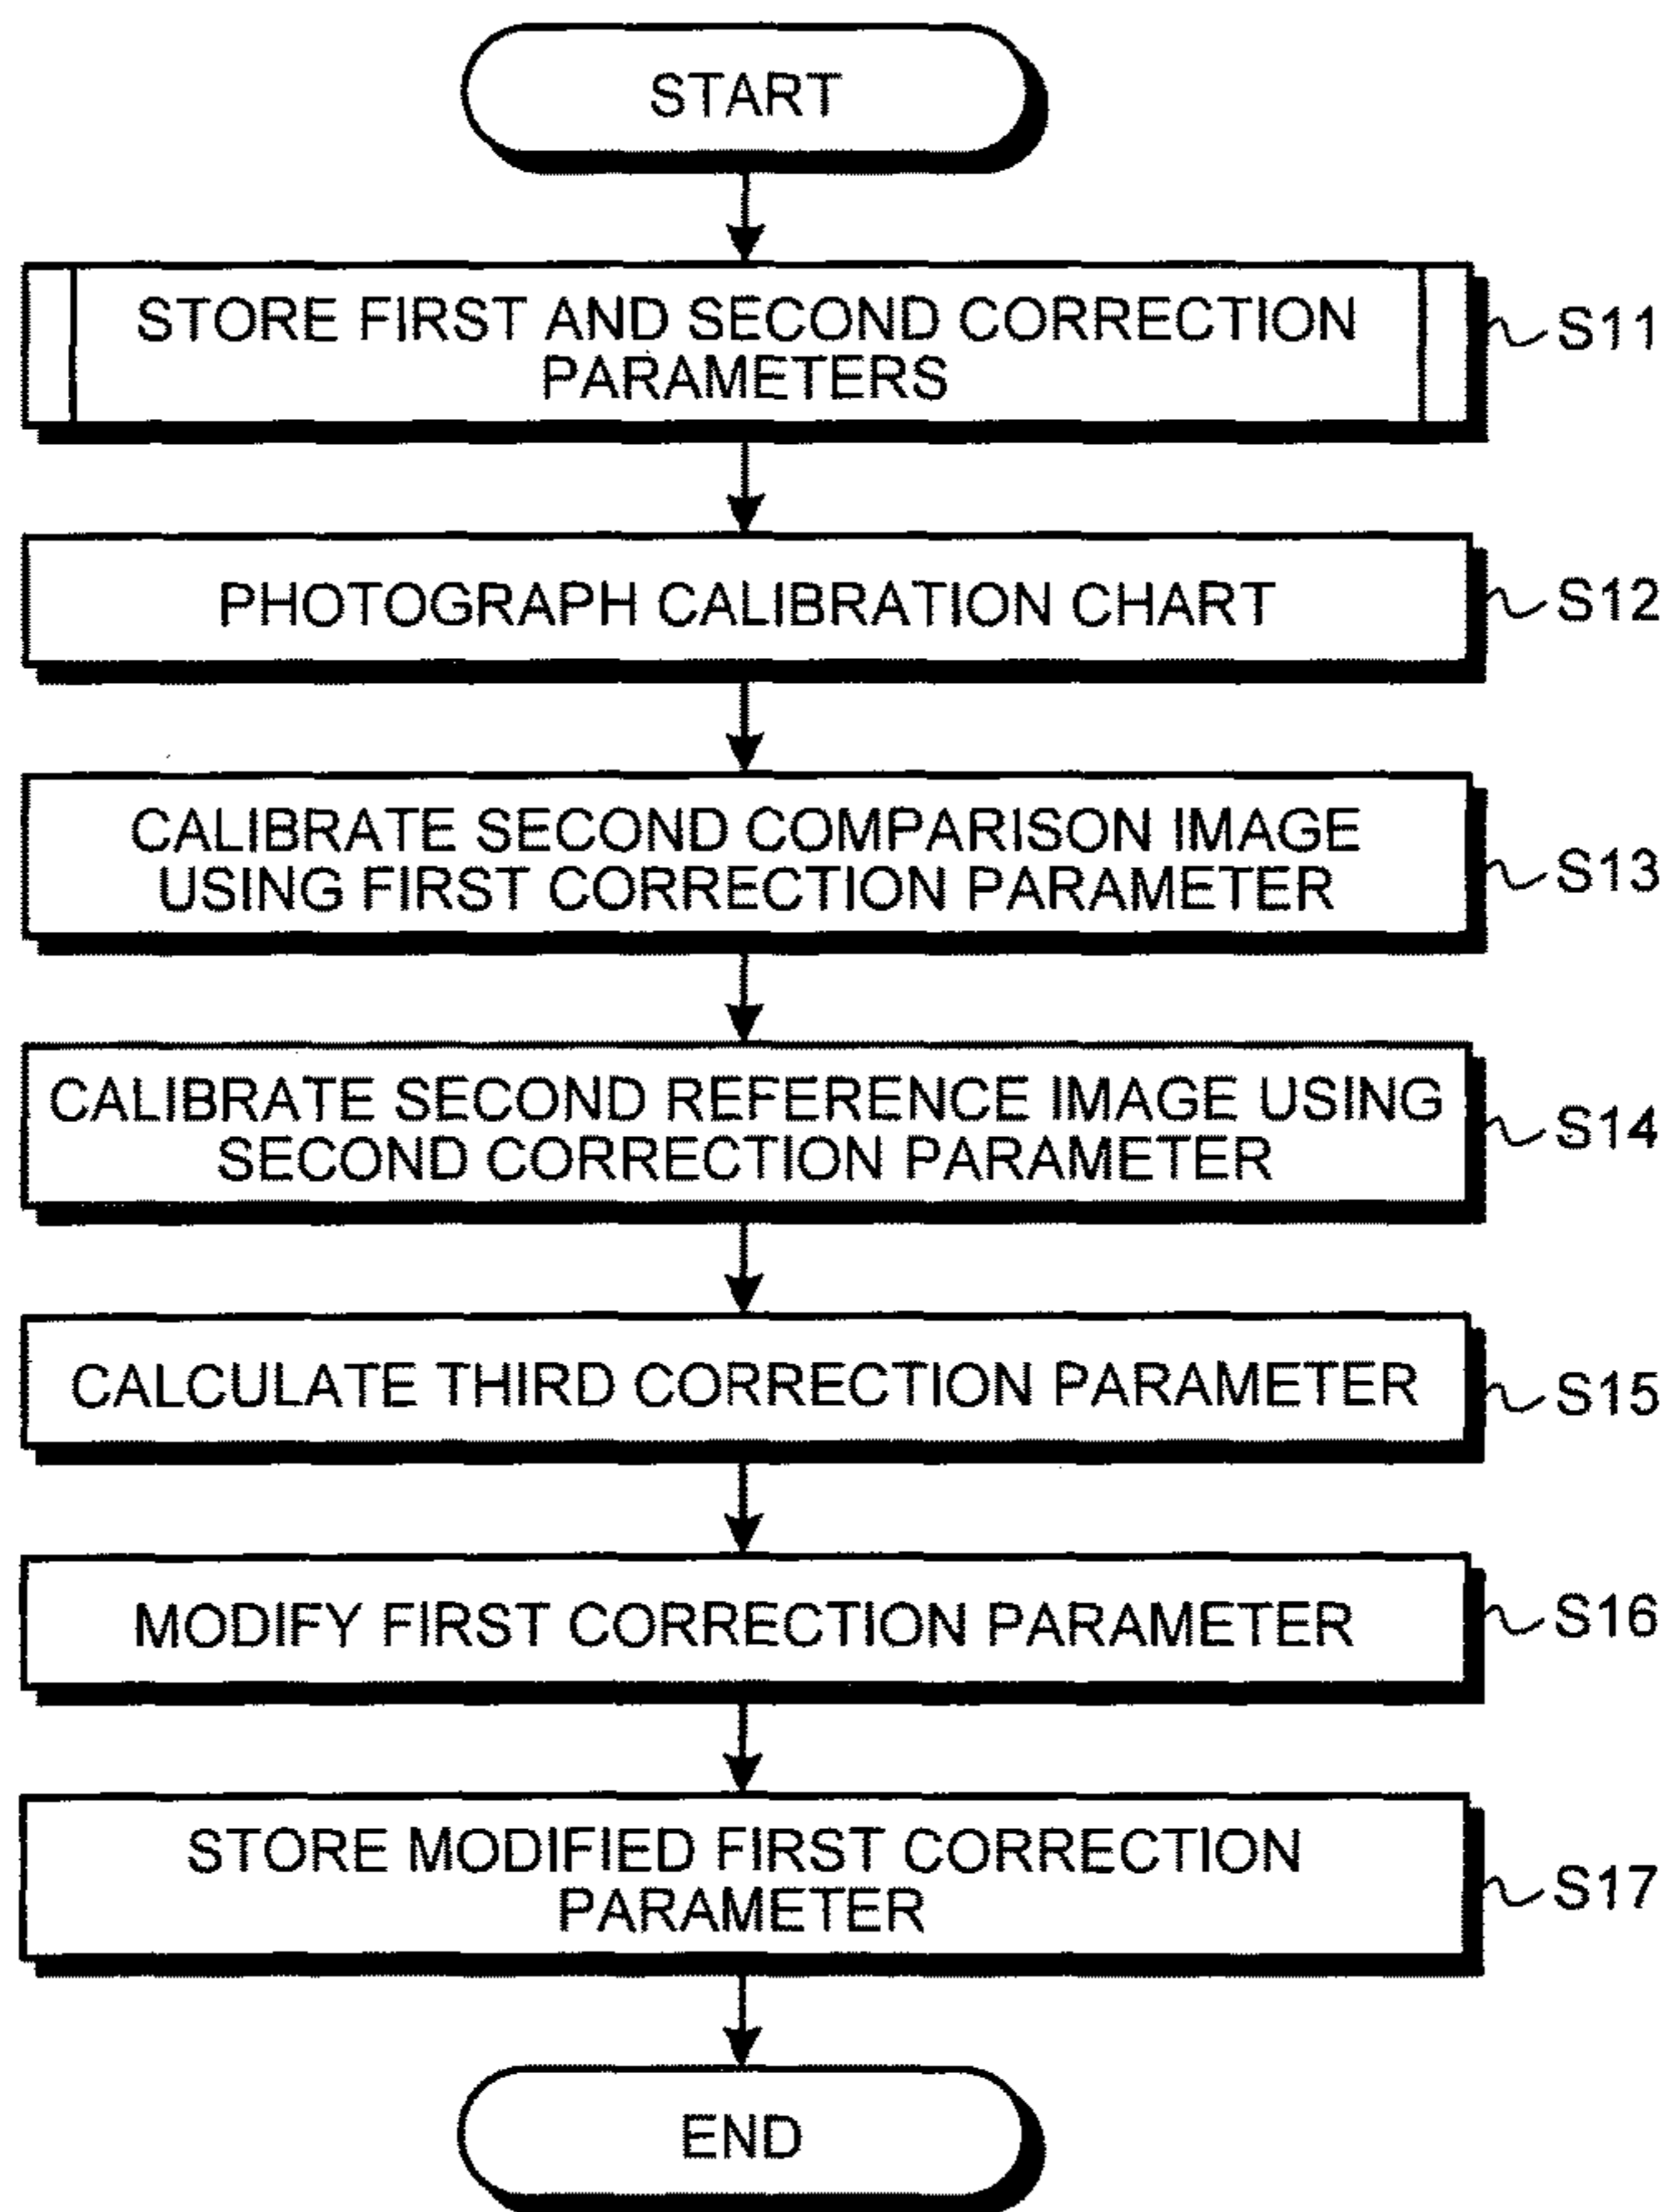 START
STORE FIRST AND SECOND CORRECTION
PARAMETERS
S11
PHOTOGRAPH CALIBRATION CHART
S12
CALIBRATE SECOND COMPARISON IMAGE
USING FIRST CORRECTION PARAMETER
S13
CALIBRATE SECOND REFERENCE IMAGE USING
SECOND CORRECTION PARAMETER
S14
CALCULATE THIRD CORRECTION PARAMETER
S15
MODIFY FIRST CORRECTION PARAMETER
S16
STORE MODIFIED FIRST CORRECTION
PARAMETER
S17
END